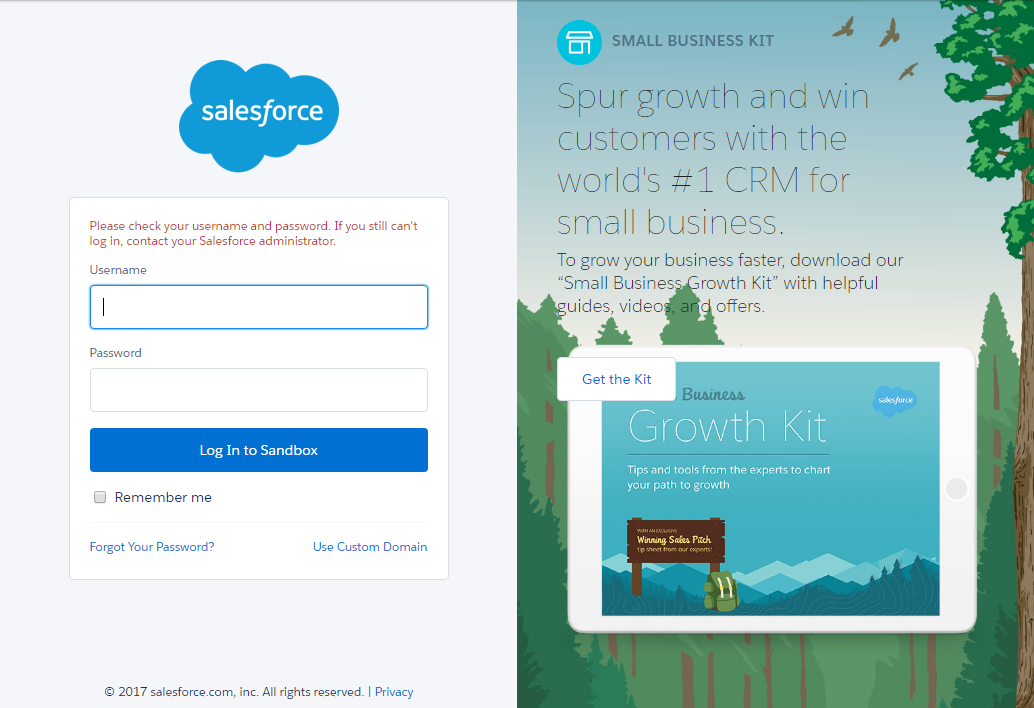 salesforce
Please check your username and password. If you still can't
log in, contact your Salesforce administrator.
Username
Password
Log In to Sandbox
Remember me
Forgot Your Password?
Use Custom Domain
© 2017 salesforce.com, inc. All rights reserved. | Privacy
SMALL BUSINESS KIT
Spur growth and win
customers with the
world's #1 CRM for
small business.
To grow your business faster, download our
“Small Business Growth Kit” with helpful
guides, videos, and offers.
Get the Kit
Business
salesforce
Growth Kit
Tips and tools from the experts to chart
your path to growth
WITH AN EXCLUSIVE
Winning Sales Pitch
tip sheet from our experts!